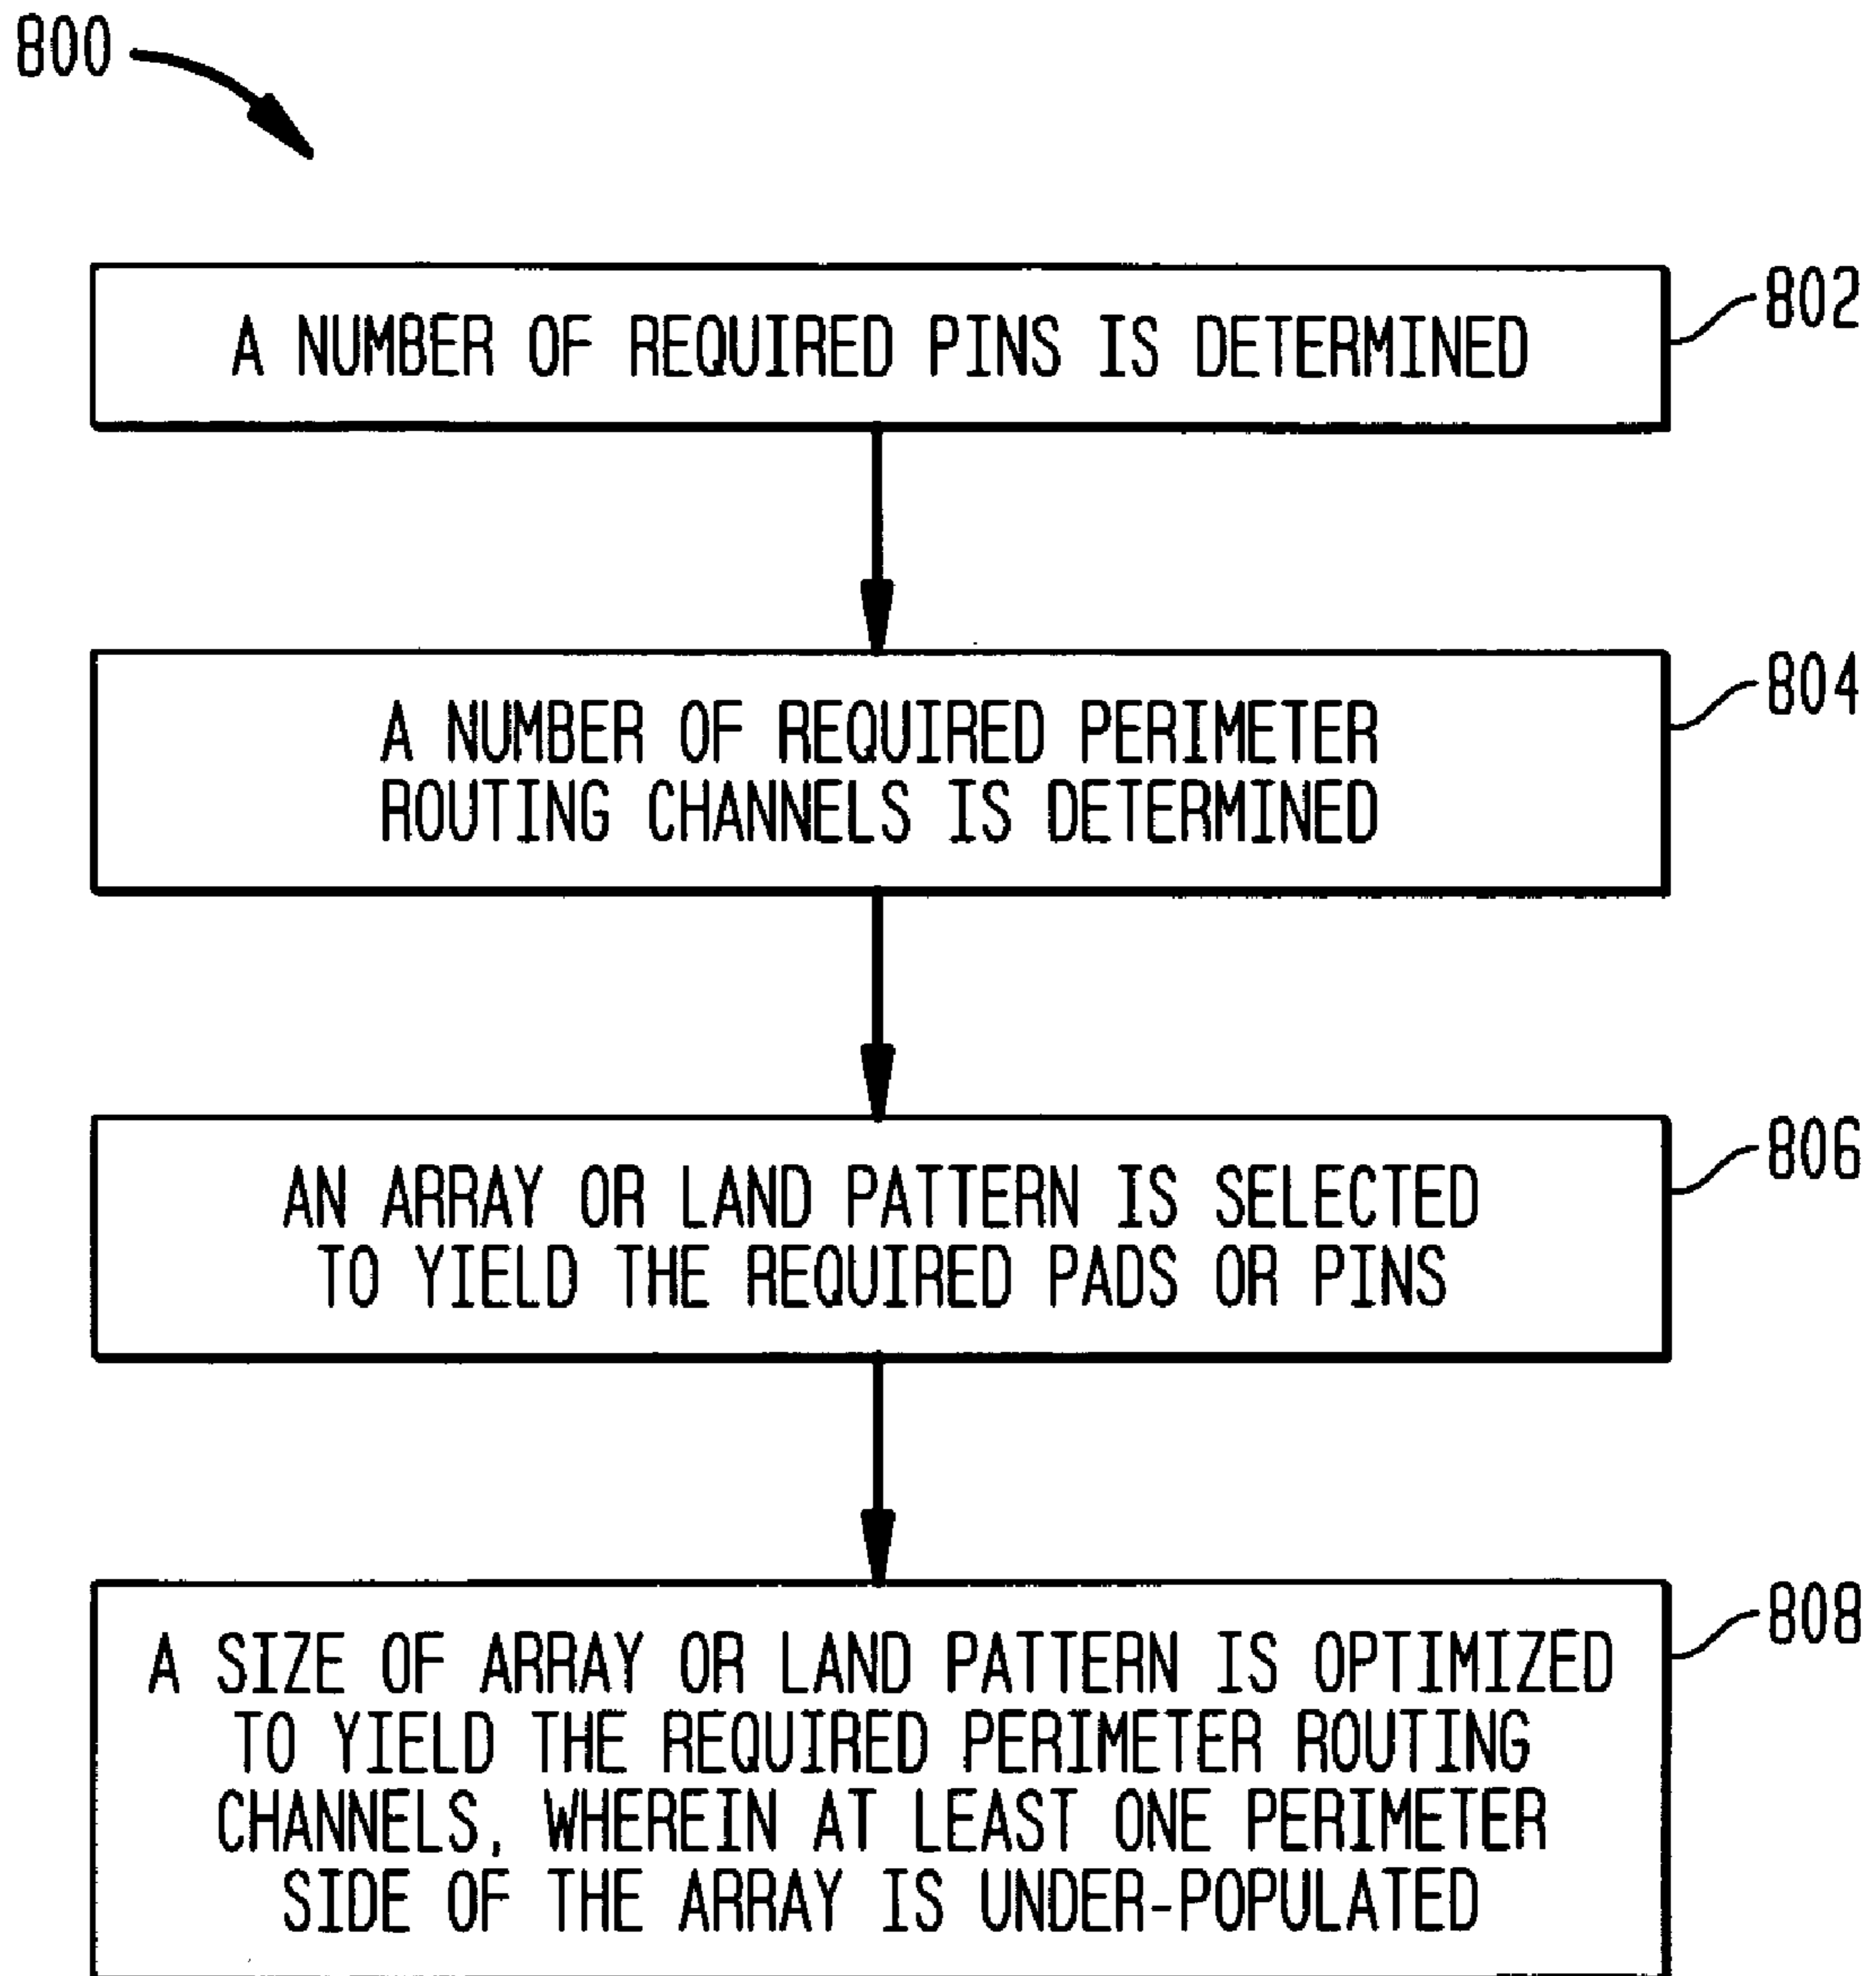 800
A NUMBER OF REQUIRED PINS IS DETERMINED
802
A NUMBER OF REQUIRED PERIMETER
ROUTING CHANNELS IS DETERMINED
804
AN ARRAY OR LAND PATTERN IS SELECTED
TO YIELD THE REQUIRED PADS OR PINS
806
A SIZE OF ARRAY OR LAND PATTERN IS OPTIMIZED
TO YIELD THE REQUIRED PERIMETER ROUTING
CHANNELS, WHEREIN AT LEAST ONE PERIMETER
SIDE OF THE ARRAY IS UNDER-POPULATED
808